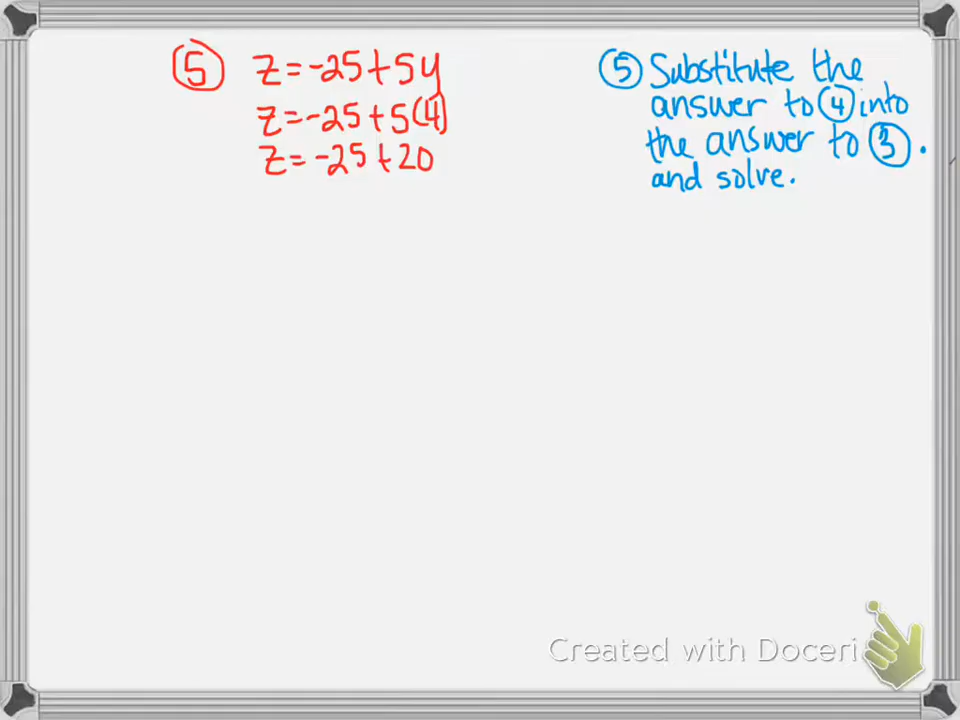 ⑤ z = -25 + 5y
z = -25 + 5(4)
z = -25 + 20
⑤ Substitute the
answer to ④ into
the answer to ③.
and solve.
Created with Doceri